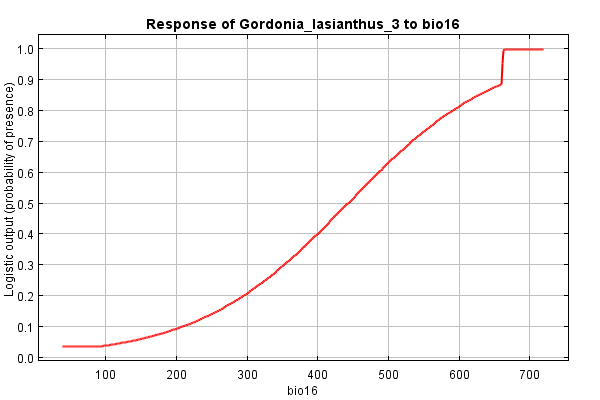 Response of Gordonia_lasianthus_3 to bio16
Logistic output (probability of presence)
1.0
0.9
0.8
0.7
0.6
0.5
0.4
0.3
0.2
0.1
0.0
100 200 300 400 500 600 700
bio16